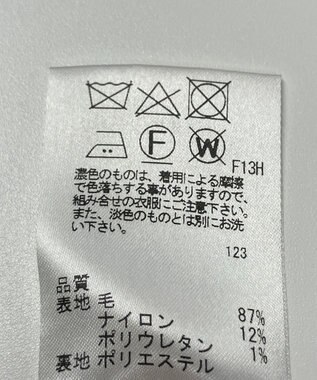 F W
F13H
濃色のものは、着用による摩擦
で色落ちする事がありますので、
組み合せの衣服にご注意下さい。
また、淡色のものとは別にお洗
い下さい。
123
品質
表地 毛 87%
ナイロン 12%
ポリウレタン 1%
裏地 ポリエステル